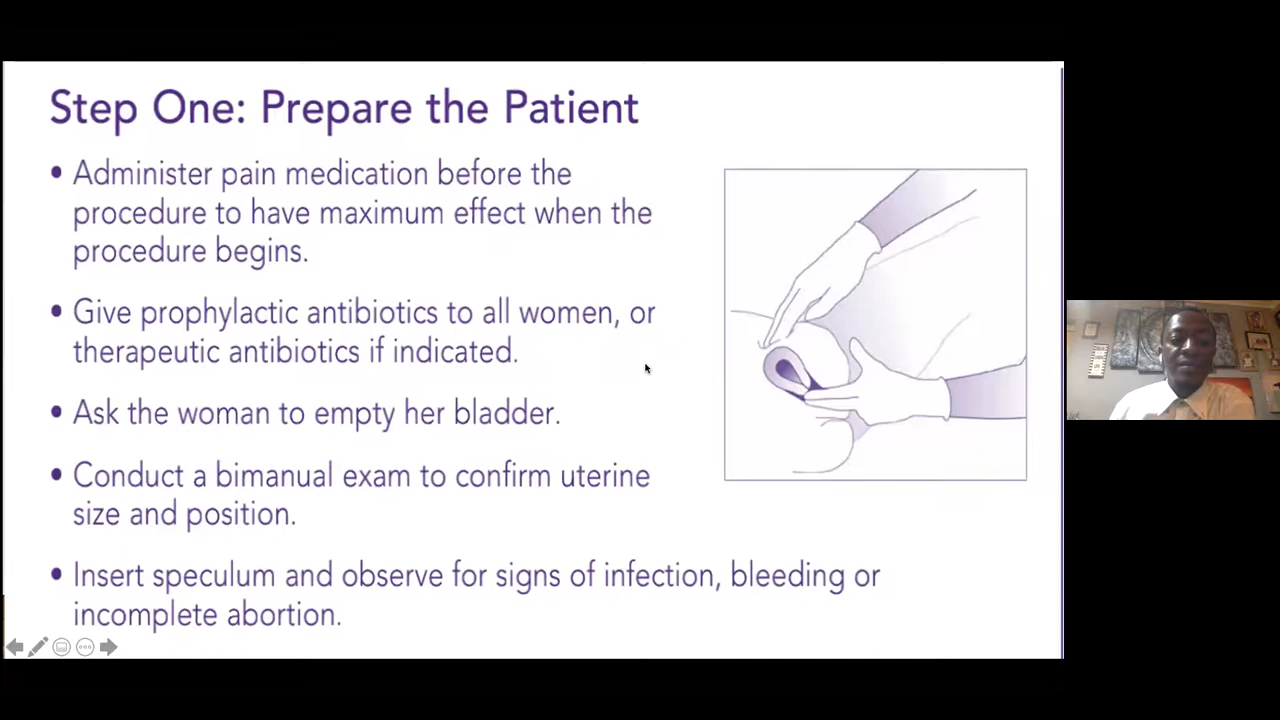 Step One: Prepare the Patient
• Administer pain medication before the
procedure to have maximum effect when the
procedure begins.
• Give prophylactic antibiotics to all women, or
therapeutic antibiotics if indicated.
• Ask the woman to empty her bladder.
• Conduct a bimanual exam to confirm uterine
size and position.
• Insert speculum and observe for signs of infection, bleeding or
incomplete abortion.